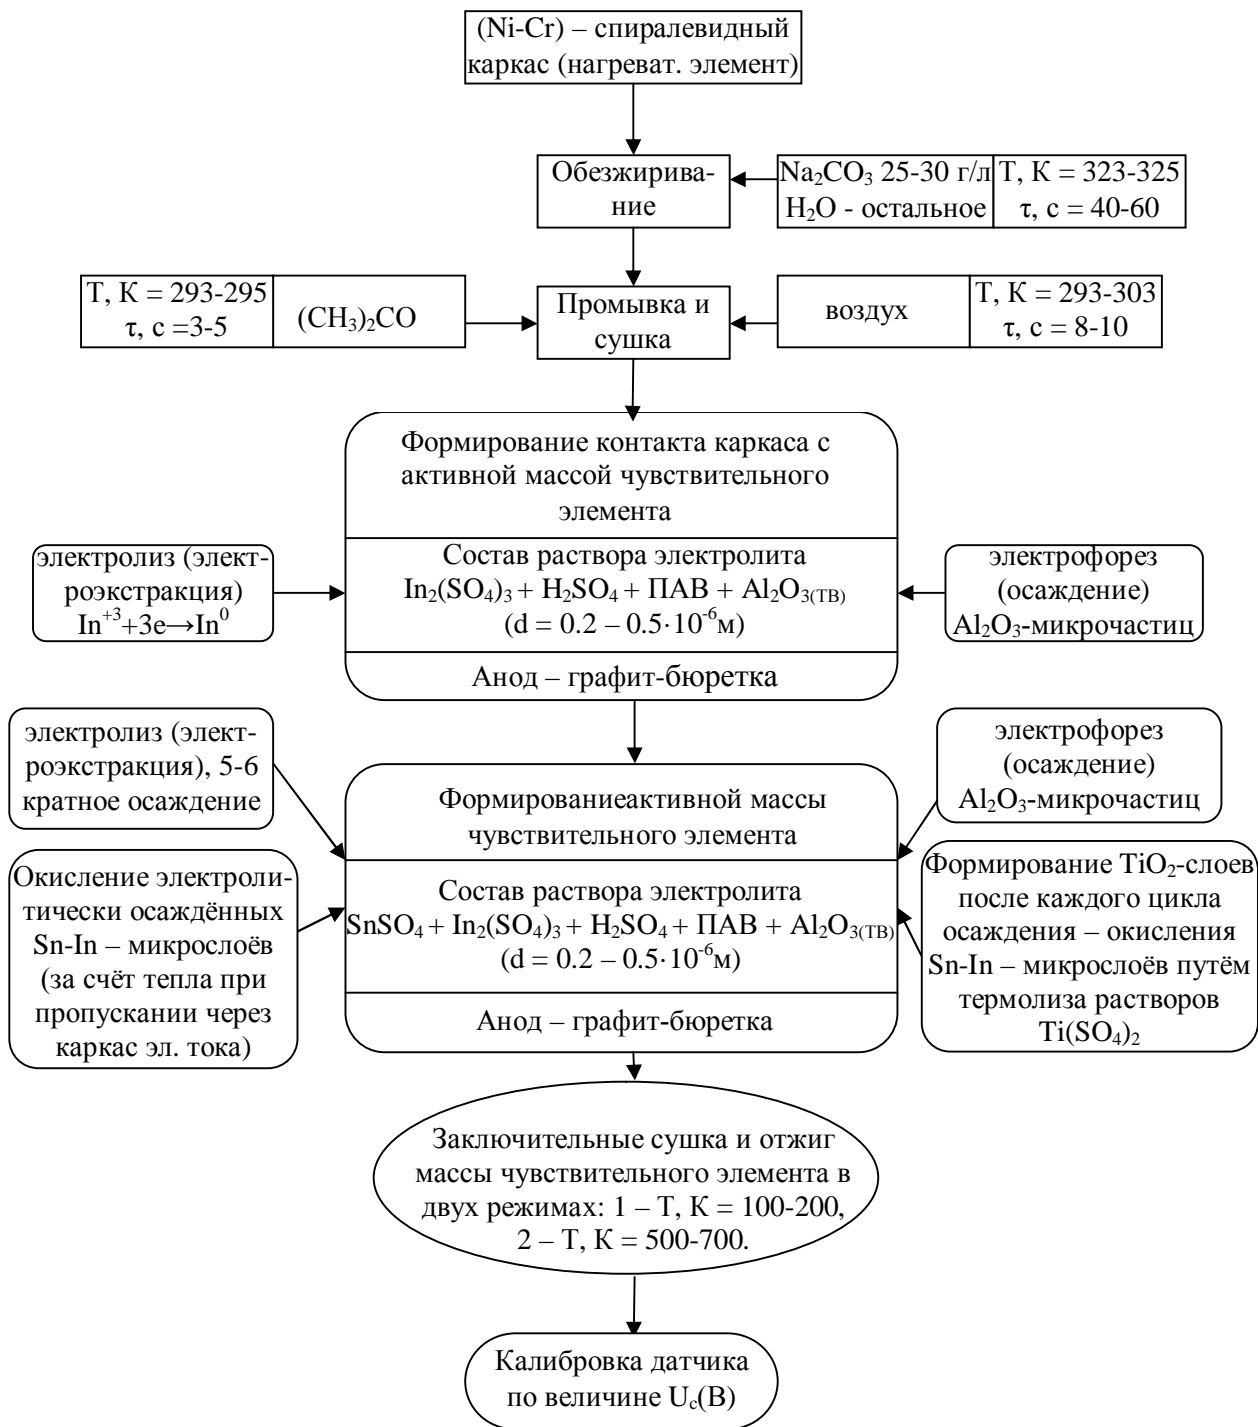 (Ni-Cr) – спиралевидный
каркас (нагреват. элемент)
Обезжирива-
ние
Na₂CO₃ 25-30 г/л
H₂O - остальное
T, K = 323-325
τ, c = 40-60
T, K = 293-295
τ, c =3-5
(CH₃)₂CO
Промывка и
сушка
воздух
T, K = 293-303
τ, c = 8-10
Формирование контакта каркаса с
активной массой чувствительного
элемента
электролиз (элект-
роэкстракция)
In⁺³+3e→In⁰
Состав раствора электролита
In₂(SO₄)₃ + H₂SO₄ + ПАВ + Al₂O₃(ТВ)
(d = 0.2 – 0.5·10⁻⁶м)
электрофорез
(осаждение)
Al₂O₃-микрочастиц
Анод – графит-бюретка
электролиз (элект-
роэкстракция), 5-6
кратное осаждение
электрофорез
(осаждение)
Al₂O₃-микрочастиц
Формированиеактивной массы
чувствительного элемента
Окисление электроли-
тически осаждённых
Sn-In – микрослоёв
(за счёт тепла при
пропускании через
каркас эл. тока)
Состав раствора электролита
SnSO₄ + In₂(SO₄)₃ + H₂SO₄ + ПАВ + Al₂O₃(ТВ)
(d = 0.2 – 0.5·10⁻⁶м)
Анод – графит-бюретка
Формирование TiO₂-слоев
после каждого цикла
осаждения – окисления
Sn-In – микрослоёв путём
термолиза растворов
Ti(SO₄)₂
Заключительные сушка и отжиг
массы чувствительного элемента в
двух режимах: 1 – T, K = 100-200,
2 – T, K = 500-700.
Калибровка датчика
по величине U꜀(В)